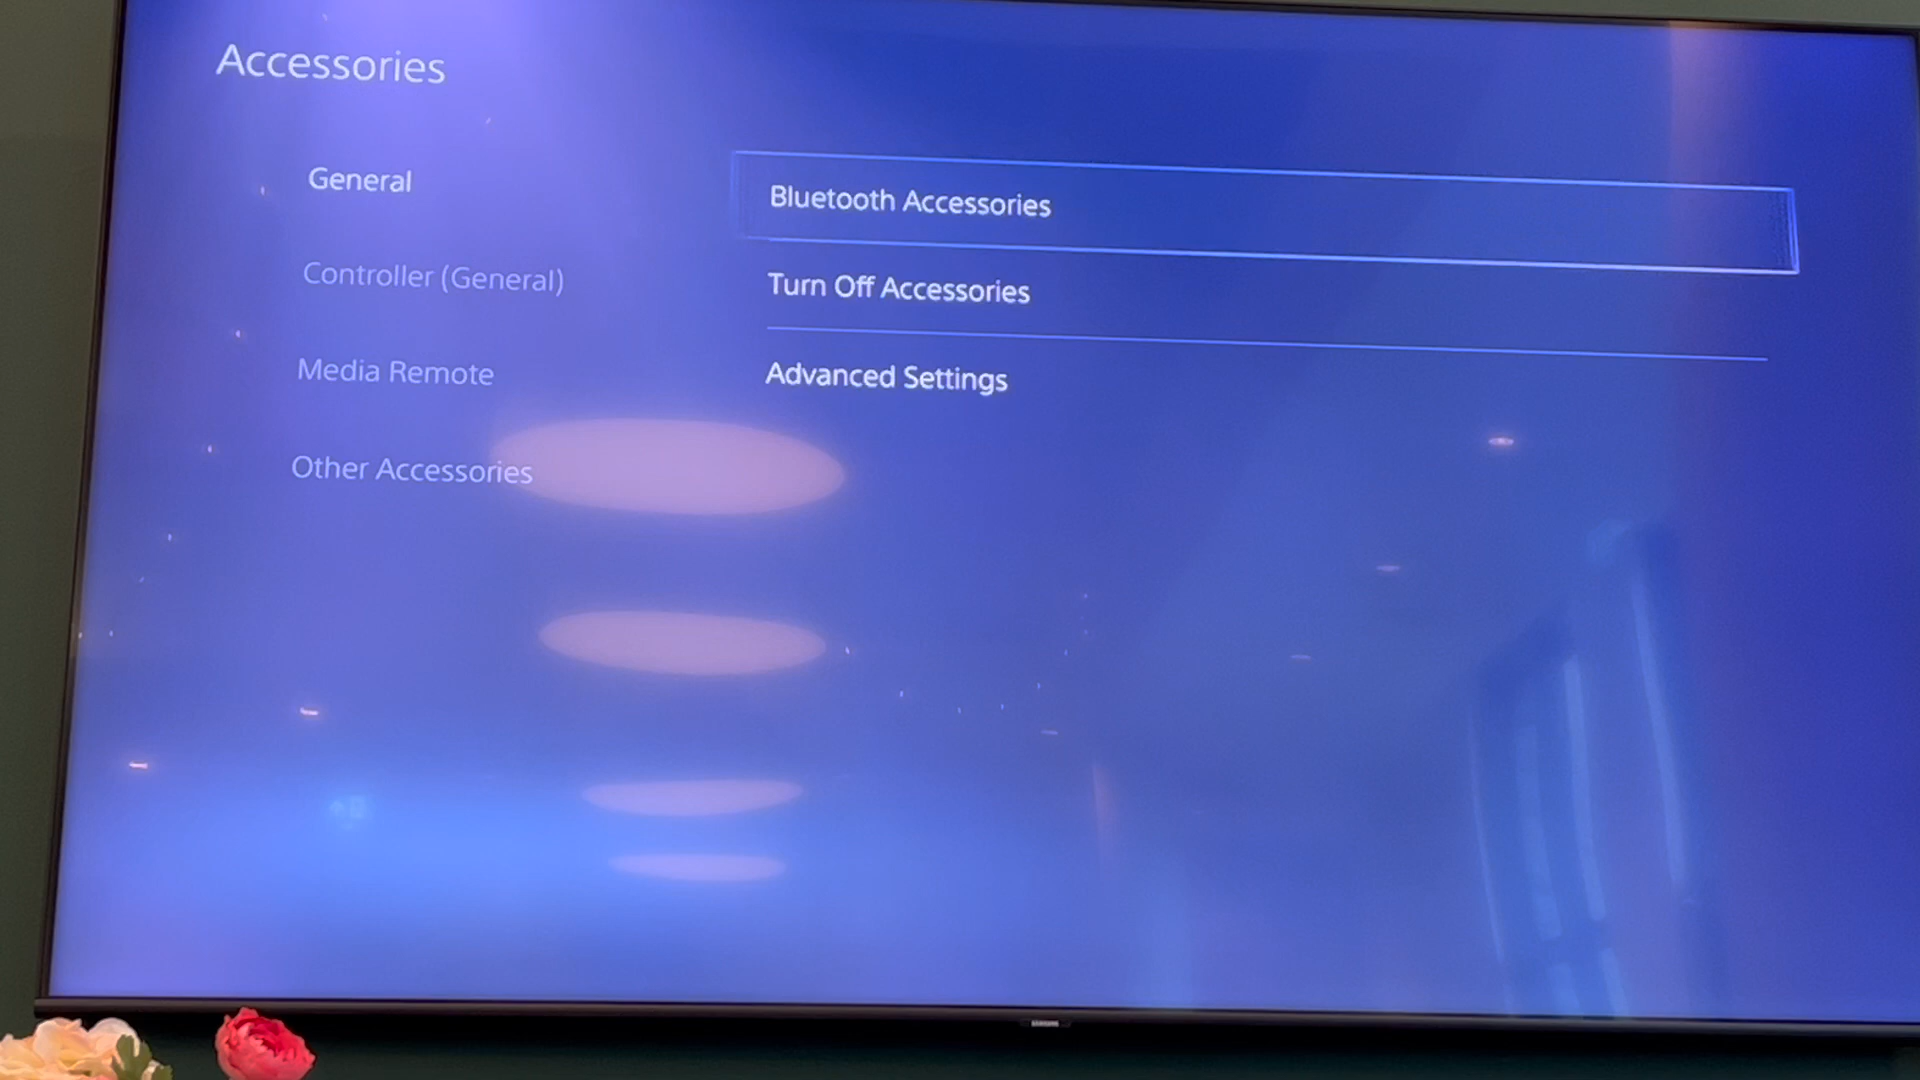 Accessories
General
Controller (General)
Media Remote
Other Accessories
Bluetooth Accessories
Turn Off Accessories
Advanced Settings